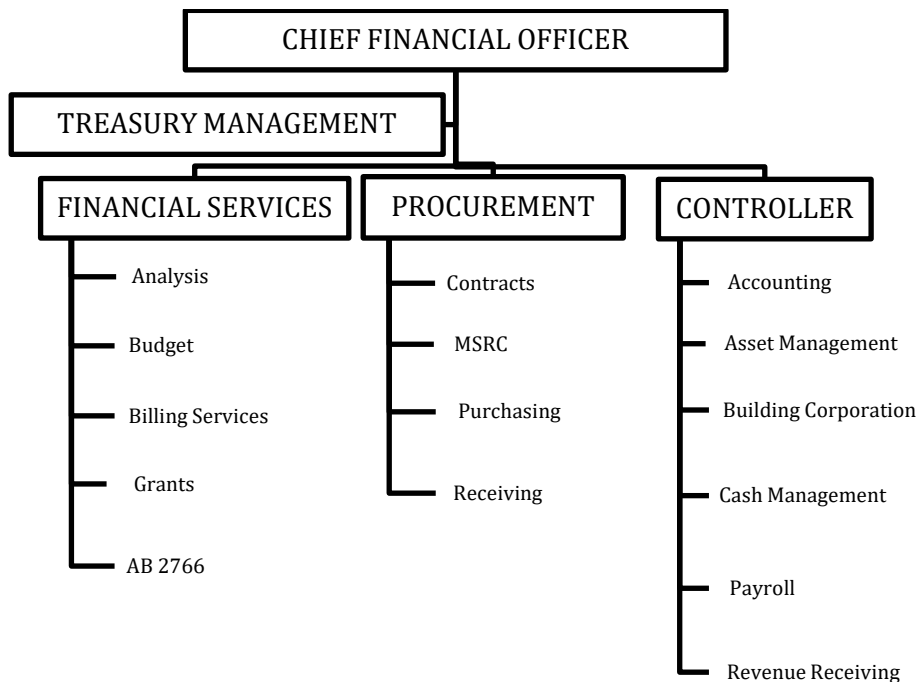 CHIEF FINANCIAL OFFICER
TREASURY MANAGEMENT
FINANCIAL SERVICES
Analysis
Budget
Billing Services
Grants
AB 2766
PROCUREMENT
Contracts
MSRC
Purchasing
Receiving
CONTROLLER
Accounting
Asset Management
Building Corporation
Cash Management
Payroll
Revenue Receiving